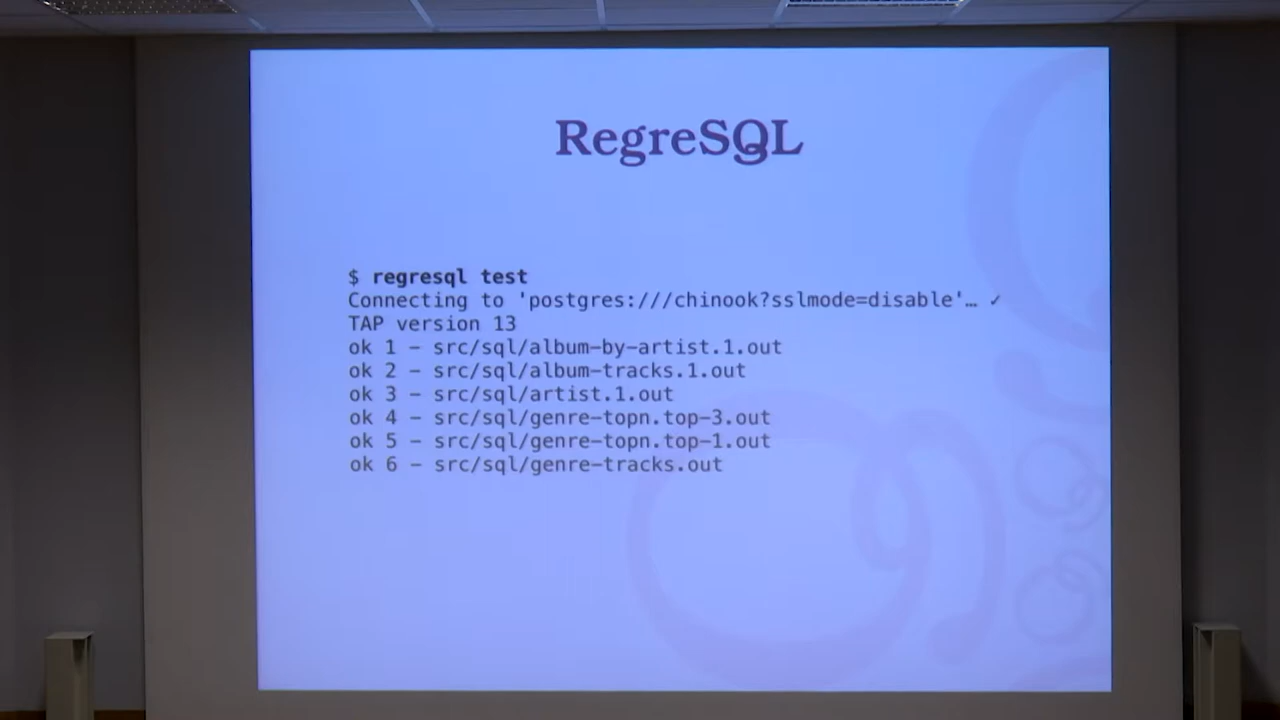 RegreSQL
$ regresql test
Connecting to 'postgres:///chinook?sslmode=disable'… ✓
TAP version 13
ok 1 - src/sql/album-by-artist.1.out
ok 2 - src/sql/album-tracks.1.out
ok 3 - src/sql/artist.1.out
ok 4 - src/sql/genre-topn.top-3.out
ok 5 - src/sql/genre-topn.top-1.out
ok 6 - src/sql/genre-tracks.out